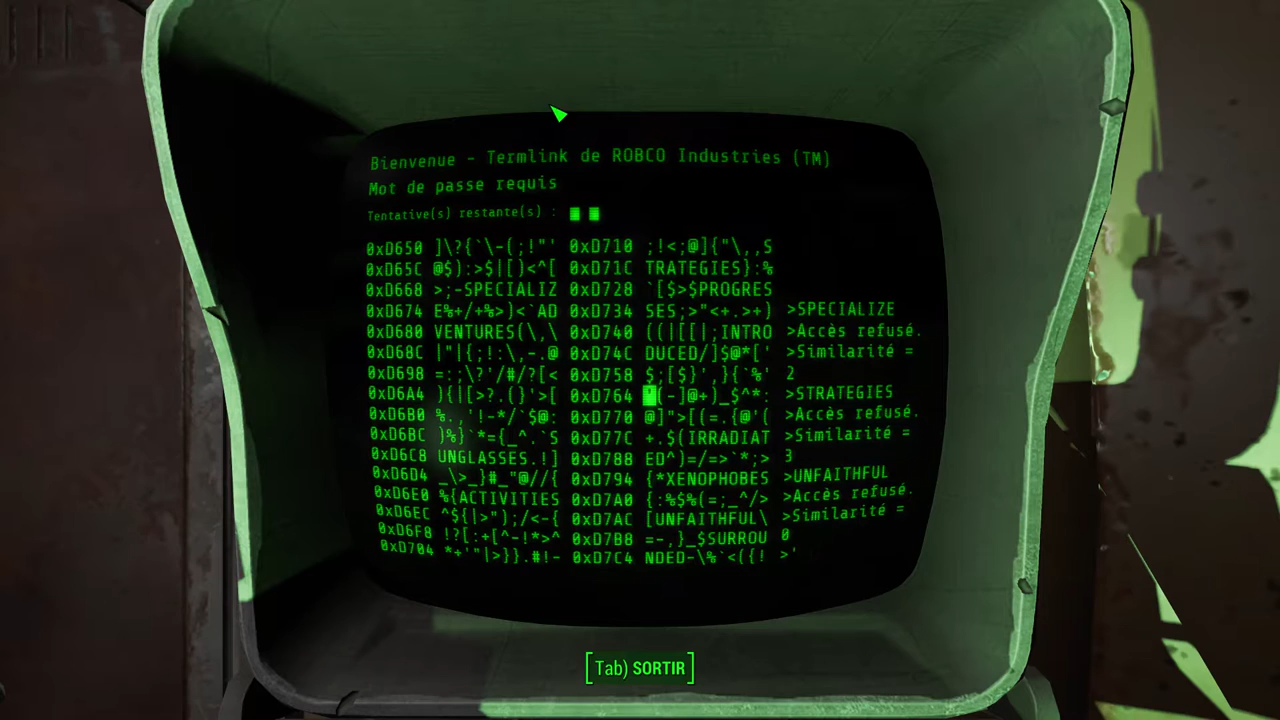 Bienvenue - Termlink de ROBCO Industries (TM)
Mot de passe requis
Tentative(s) restante(s) :
0xD650 ]\?{`\-(;!"'
0xD65C @$):>$|[)<^[
0xD668 >;-SPECIALIZ
0xD674 E%+/+%>)<`AD
0xD680 VENTURES(\,\
0xD68C |"|{;!:\,-.@
0xD698 =:;\?'/#/?[<
0xD6A4 ){|[>?.(}'>[
0xD6B0 %.,'!-*/`$@:
0xD6BC )%}`*={_^.`S
0xD6C8 UNGLASSES.!]
0xD6D4 _\>_}#_"@//{
0xD6E0 %{ACTIVITIES
0xD6EC ^${|>");/<-{
0xD6F8 !?[:+[^-!*>^
0xD704 *+'"|>}}.#!-
0xD710 ;!<;@]{"\,,S
0xD71C TRATEGIES}:%
0xD728 `[$>$PROGRES
0xD734 SES;>"<+.>+)
0xD740 ((|[[|;INTRO
0xD74C DUCED/]$@*['
0xD758 $;[$}',}{`%'
0xD764 '(-]@+)_$^*:
0xD770 @]">[(=.{@'(
0xD77C +.$(IRRADIAT
0xD788 ED^)=/=>`*;>
0xD794 {*XENOPHOBES
0xD7A0 {:%$%(=;_^/>
0xD7AC [UNFAITHFUL\
0xD7B8 =-,}_$SURROU
0xD7C4 NDED-\%`<({!
>SPECIALIZE
>Accès refusé.
>Similarité =
2
>STRATEGIES
>Accès refusé.
>Similarité =
3
>UNFAITHFUL
>Accès refusé.
>Similarité =
0
>'
[Tab) SORTIR]